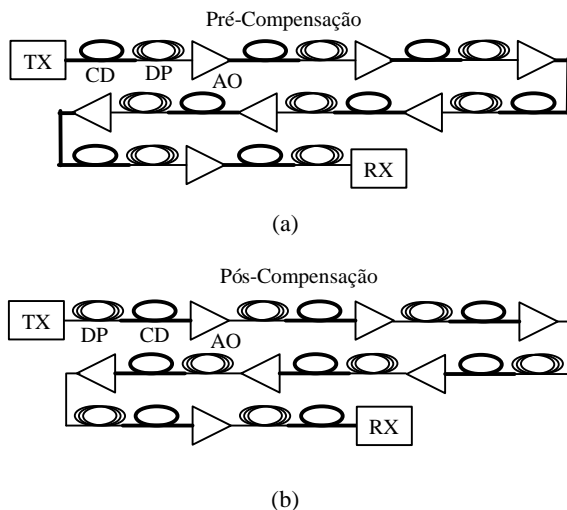 Pré-Compensação
TX
CD
DP
AO
RX
(a)
Pós-Compensação
TX
DP
CD
AO
RX
(b)